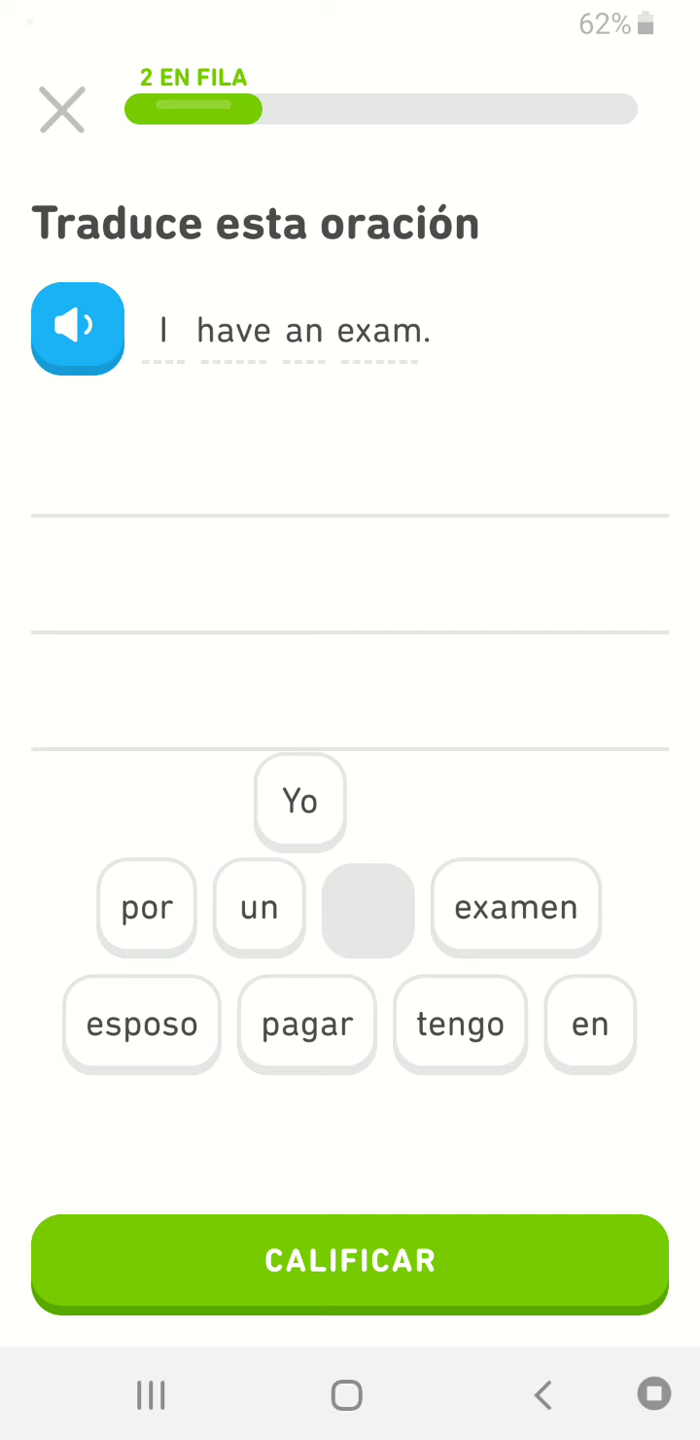 62%
2 EN FILA
Traduce esta oración
I have an exam.
Yo
por un examen
esposo pagar tengo en
CALIFICAR